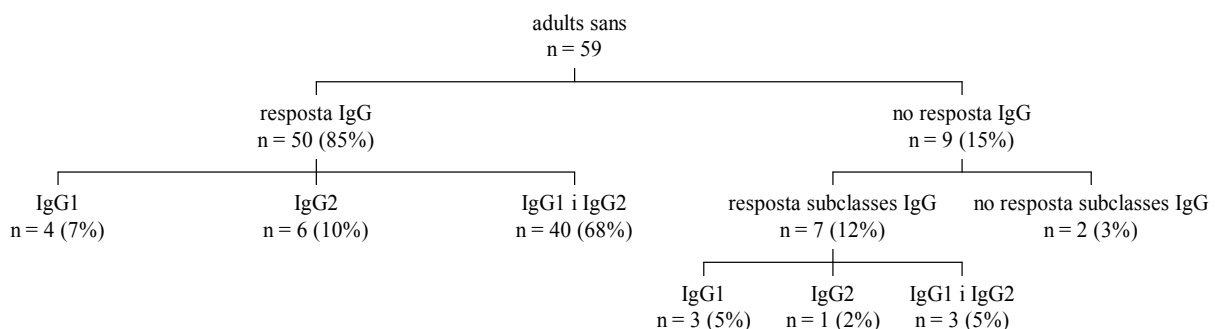 adults sans
n = 59
resposta IgG
n = 50 (85%)
no resposta IgG
n = 9 (15%)
IgG1
n = 4 (7%)
IgG2
n = 6 (10%)
IgG1 i IgG2
n = 40 (68%)
resposta subclasses IgG
n = 7 (12%)
no resposta subclasses IgG
n = 2 (3%)
IgG1
n = 3 (5%)
IgG2
n = 1 (2%)
IgG1 i IgG2
n = 3 (5%)